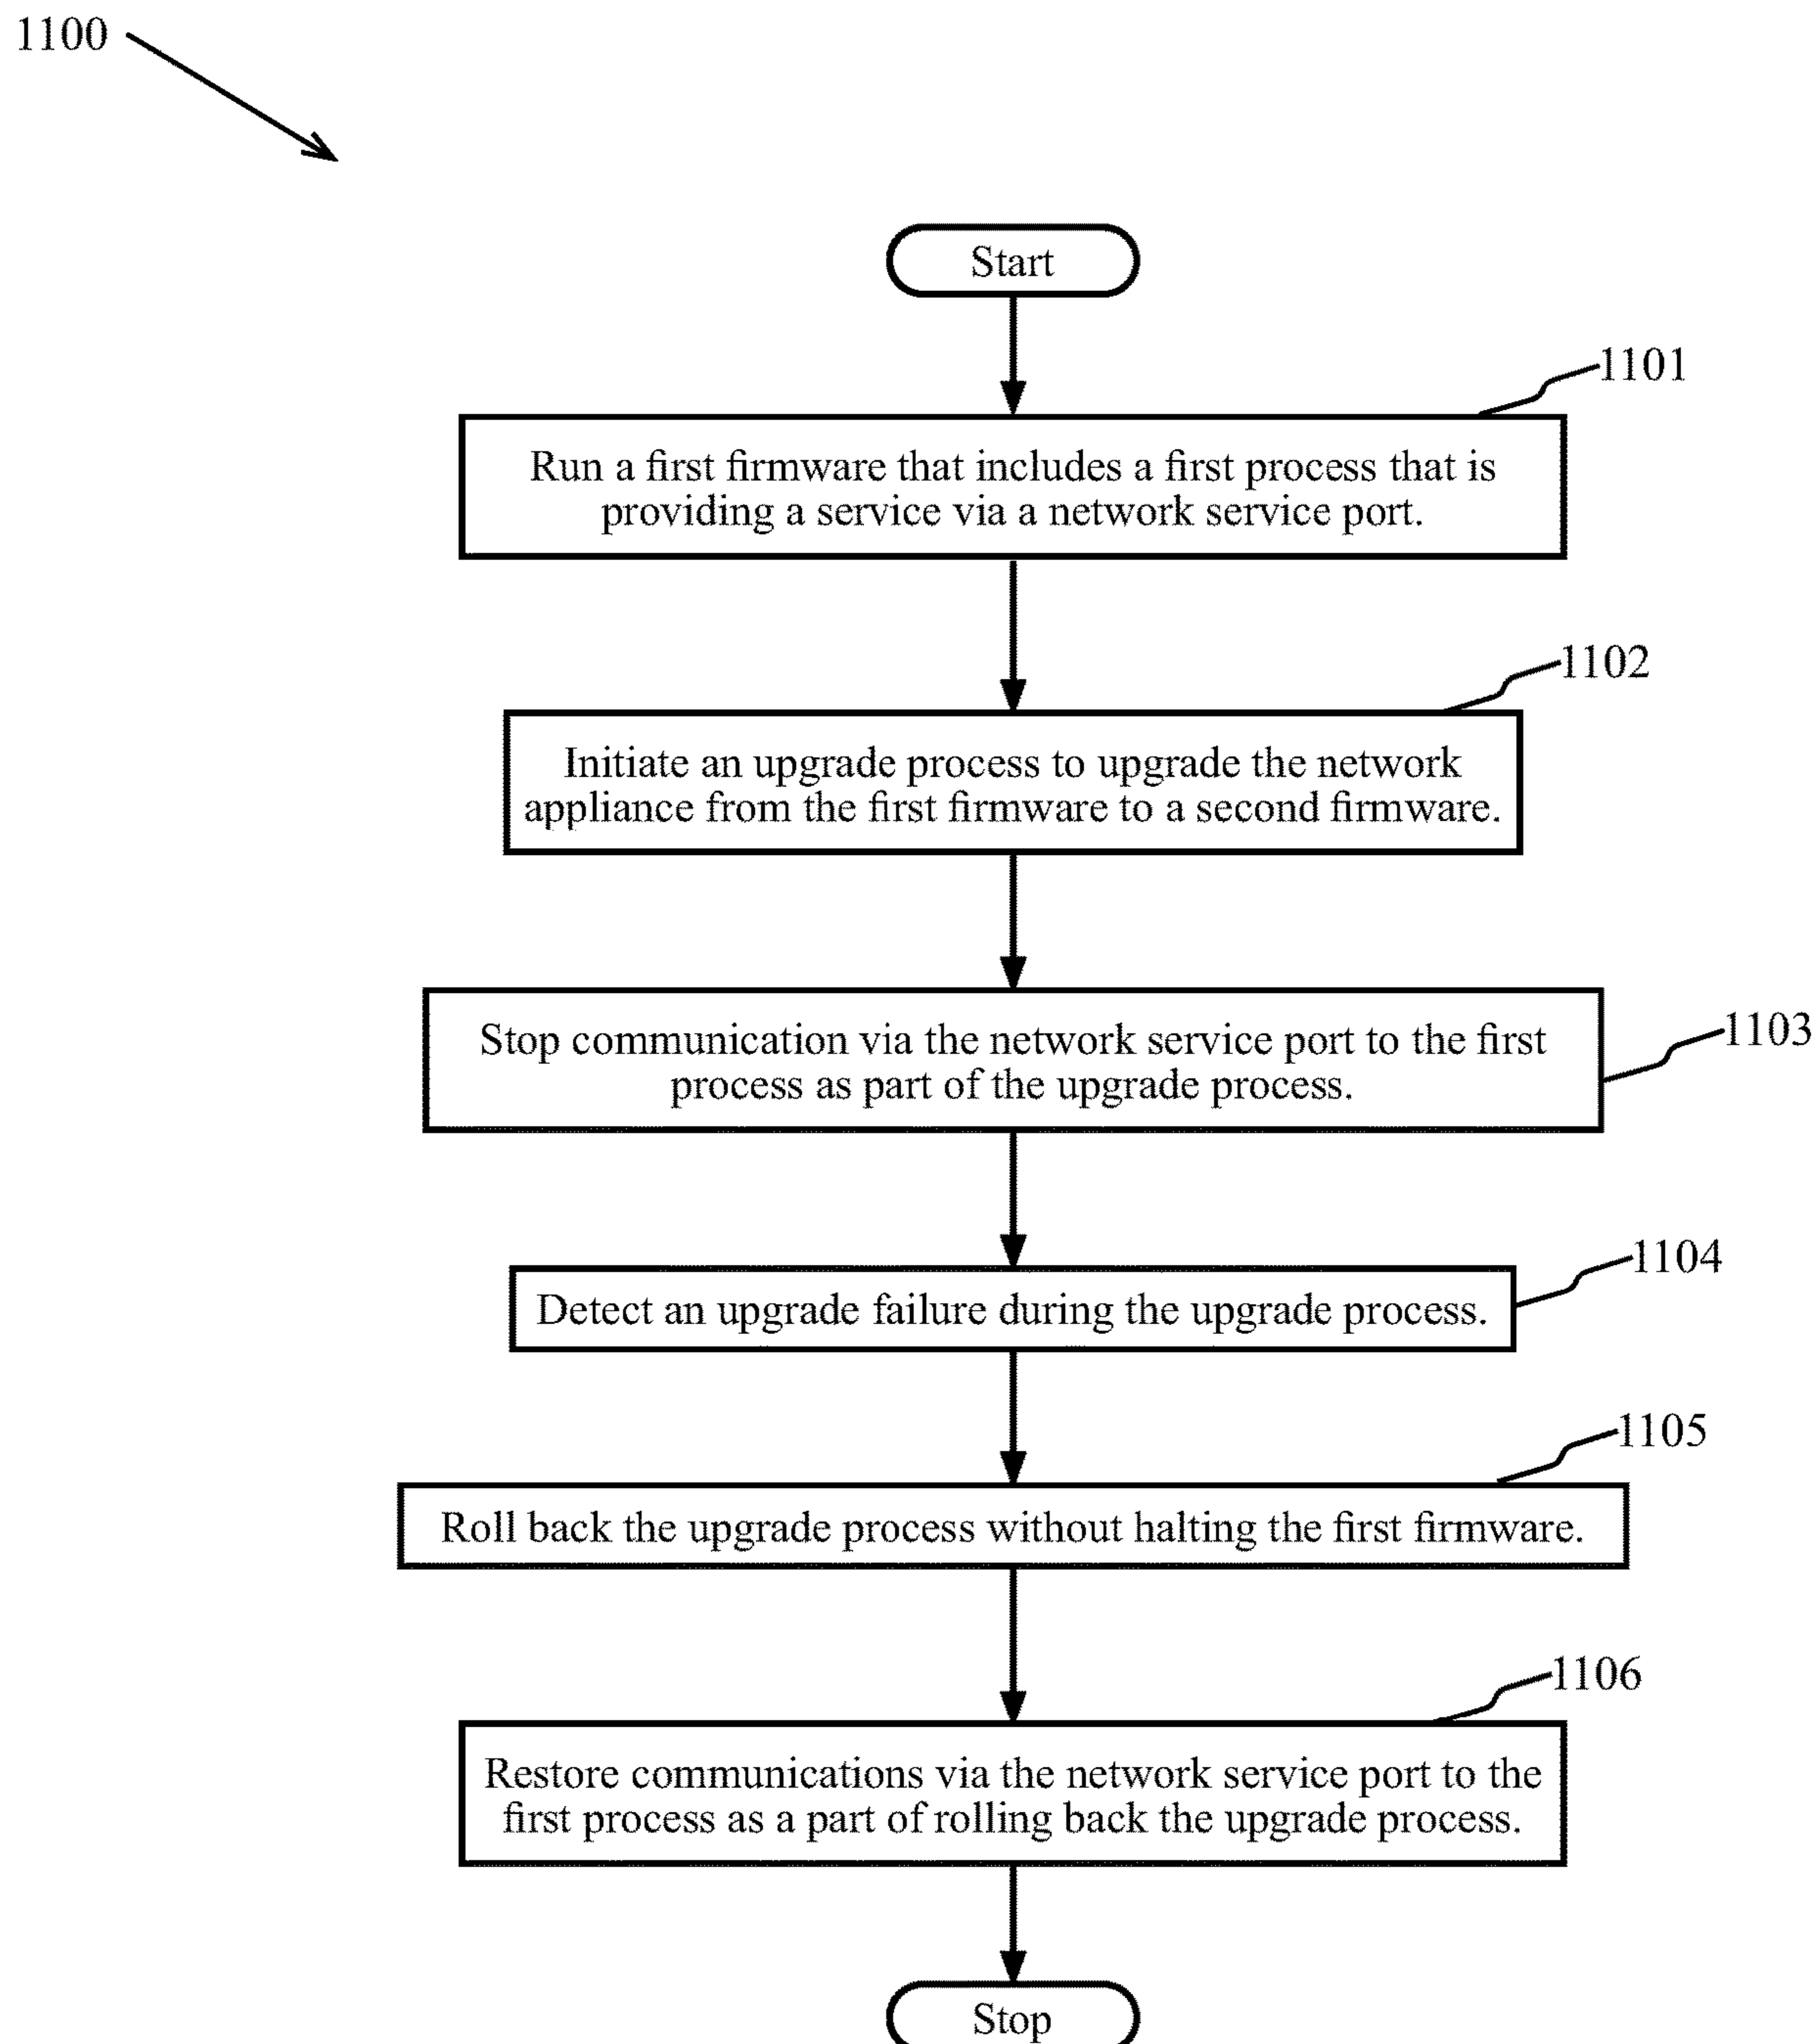 1100
Start
1101
Run a first firmware that includes a first process that is
providing a service via a network service port.
1102
Initiate an upgrade process to upgrade the network
appliance from the first firmware to a second firmware.
1103
Stop communication via the network service port to the first
process as part of the upgrade process.
1104
Detect an upgrade failure during the upgrade process.
1105
Roll back the upgrade process without halting the first firmware.
1106
Restore communications via the network service port to the
first process as a part of rolling back the upgrade process.
Stop